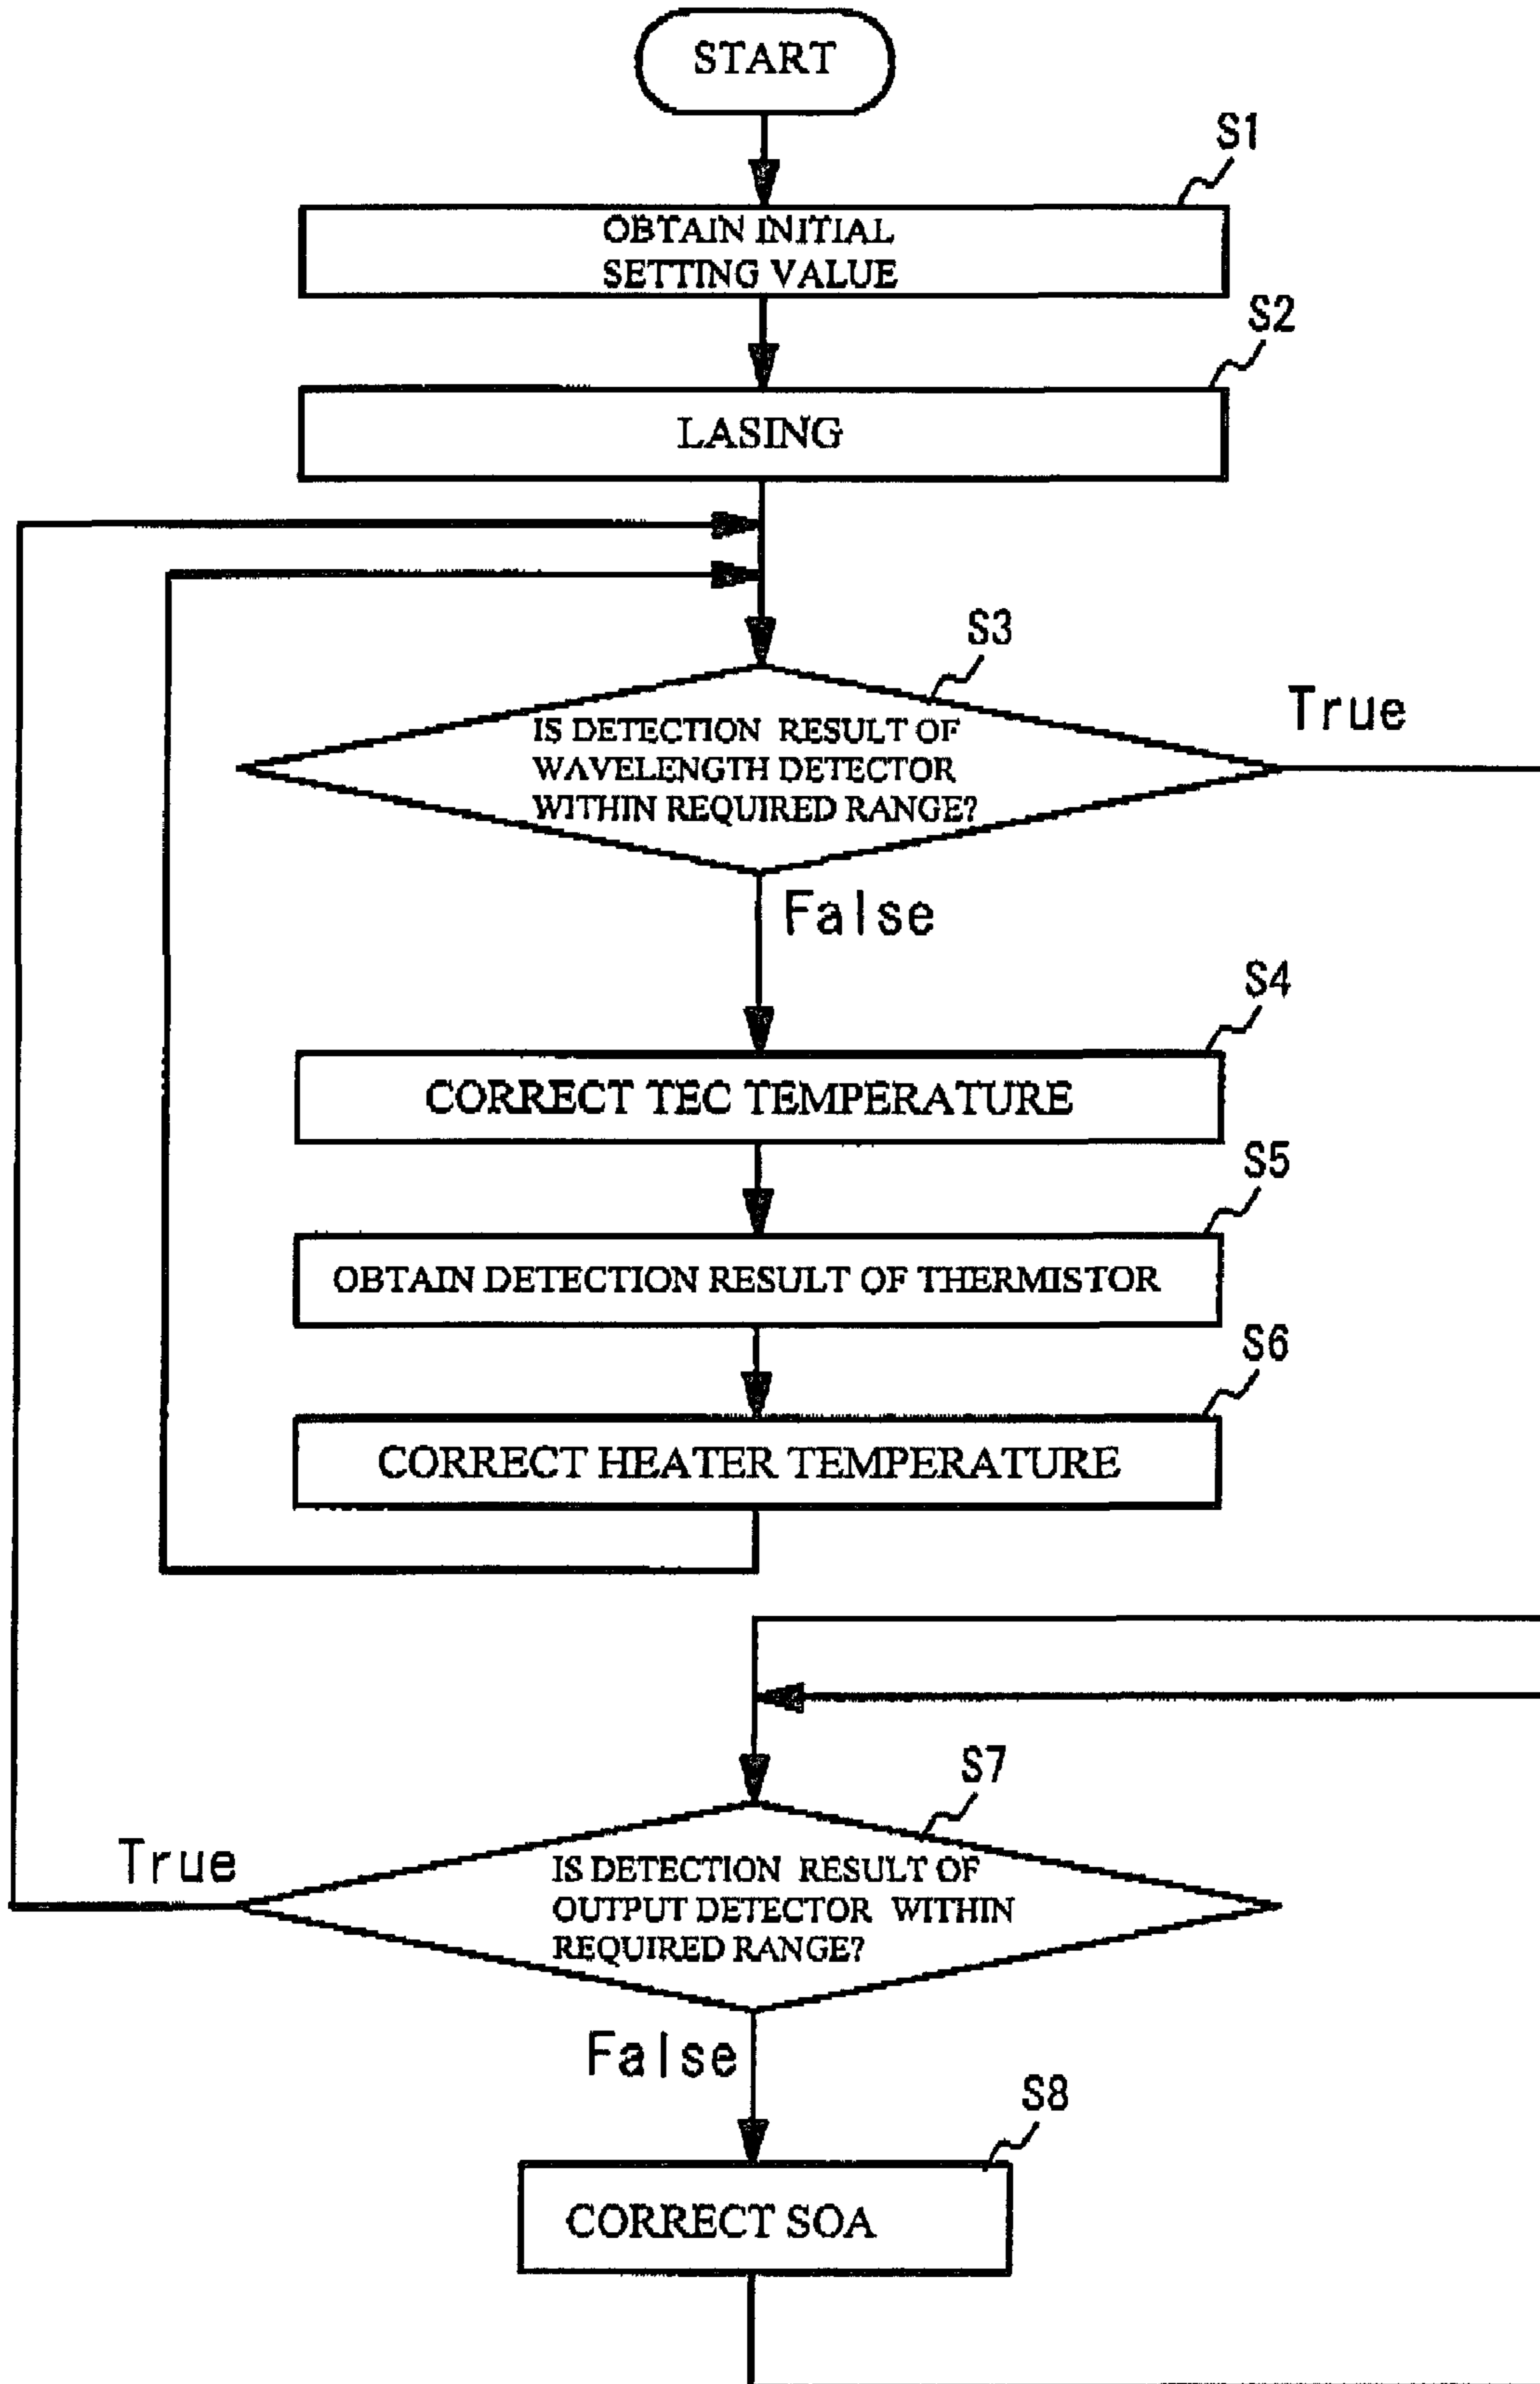 START
S1
OBTAIN INITIAL
SETTING VALUE
S2
LASING
S3
True
IS DETECTION RESULT OF
WAVELENGTH DETECTOR
WITHIN REQUIRED RANGE?
False
S4
CORRECT TEC TEMPERATURE
S5
OBTAIN DETECTION RESULT OF THERMISTOR
S6
CORRECT HEATER TEMPERATURE
S7
True
IS DETECTION RESULT OF
OUTPUT DETECTOR WITHIN
REQUIRED RANGE?
False
S8
CORRECT SOA